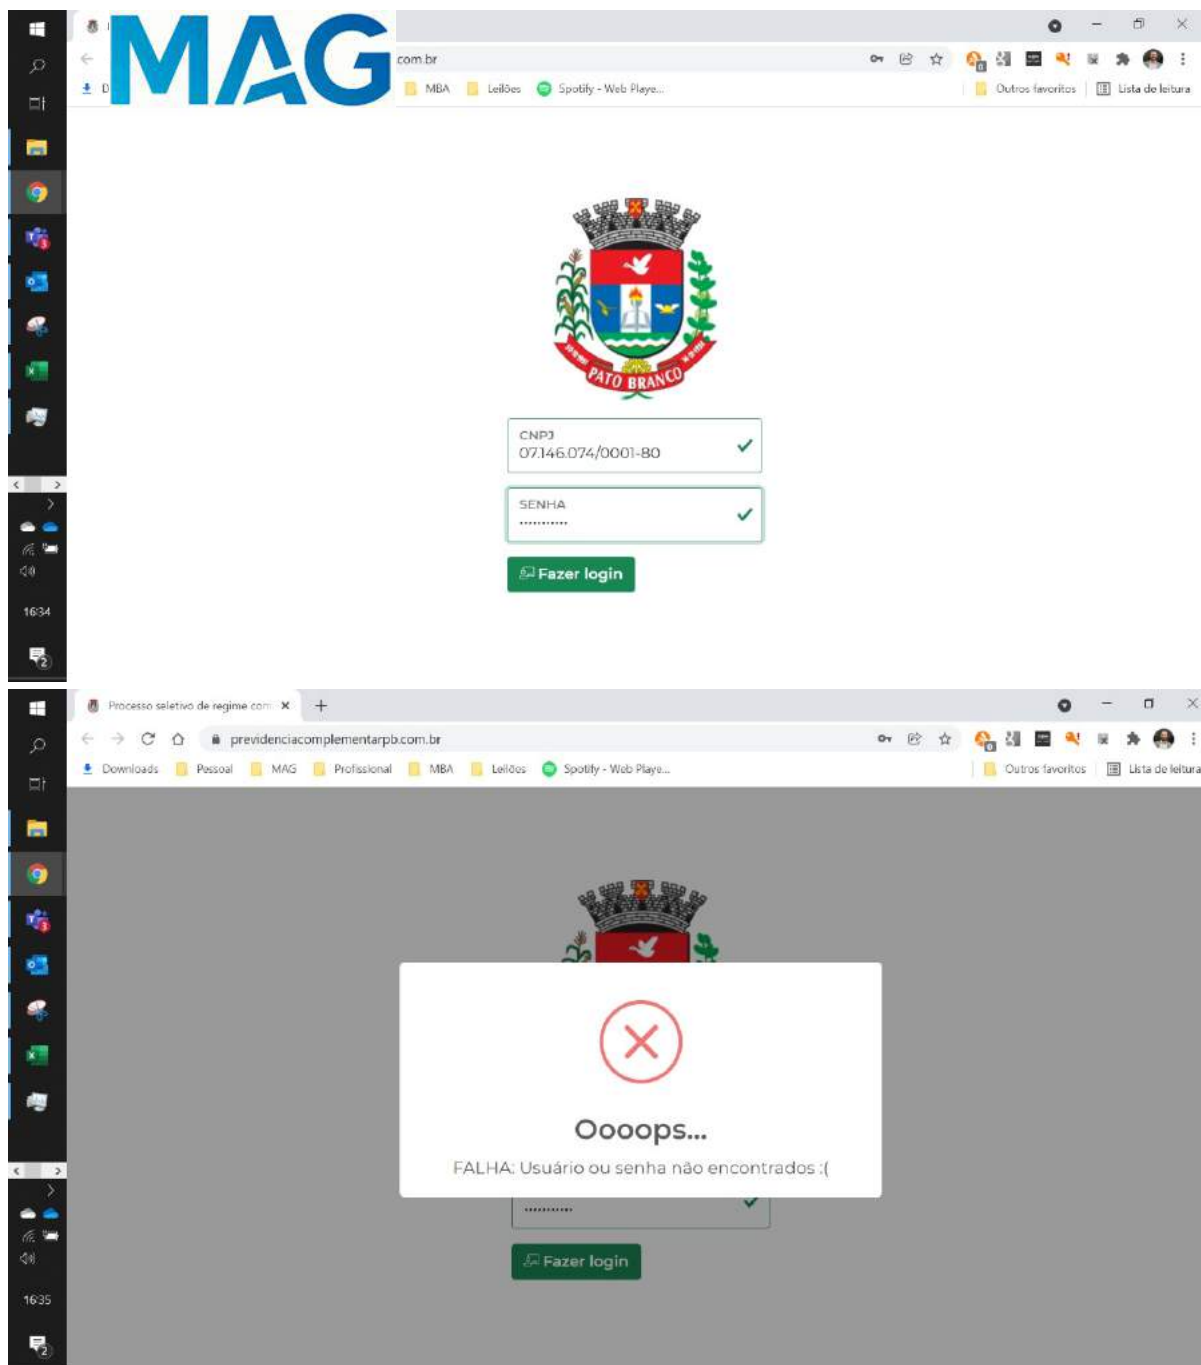 MAG
.com.br
MBA
Leilões
Spotify - Web Playe...
Outros favoritos
Lista de leitura
PATO BRANCO
CNPJ
07.146.074/0001-80
SENHA
Fazer login
16:34
2
Processo seletivo de regime com
previdenciacomplementarpb.com.br
Downloads
Pessoal
MAG
Profissional
MBA
Leilões
Spotify - Web Playe...
Outros favoritos
Lista de leitura
Oooops...
FALHA: Usuário ou senha não encontrados :(
Fazer login
16:35
2